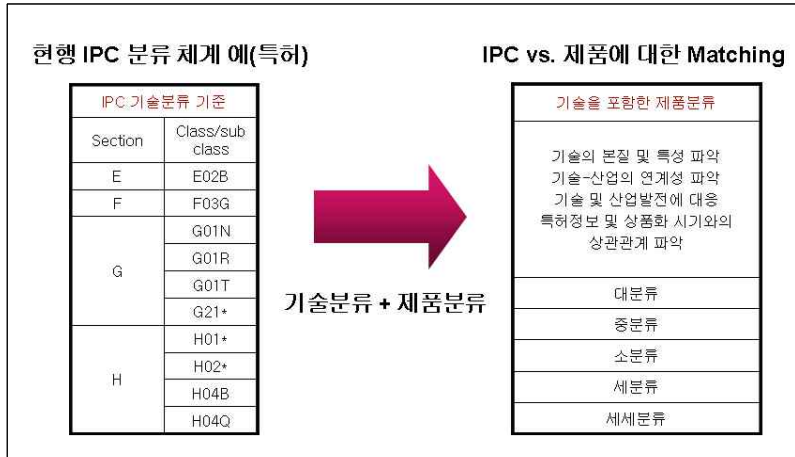 현행 IPC 분류 체계 예(특허)
IPC 기술분류 기준
Section
Class/sub
class
E
E02B
F
F03G
G
G01N
G01R
G01T
G21*
H
H01*
H02*
H04B
H04Q
기술분류 + 제품분류
IPC vs. 제품에 대한 Matching
기술을 포함한 제품분류
기술의 본질 및 특성 파악
기술-산업의 연계성 파악
기술 및 산업발전에 대응
특허정보 및 상품화 시기와의
상관관계 파악
대분류
중분류
소분류
세분류
세세분류